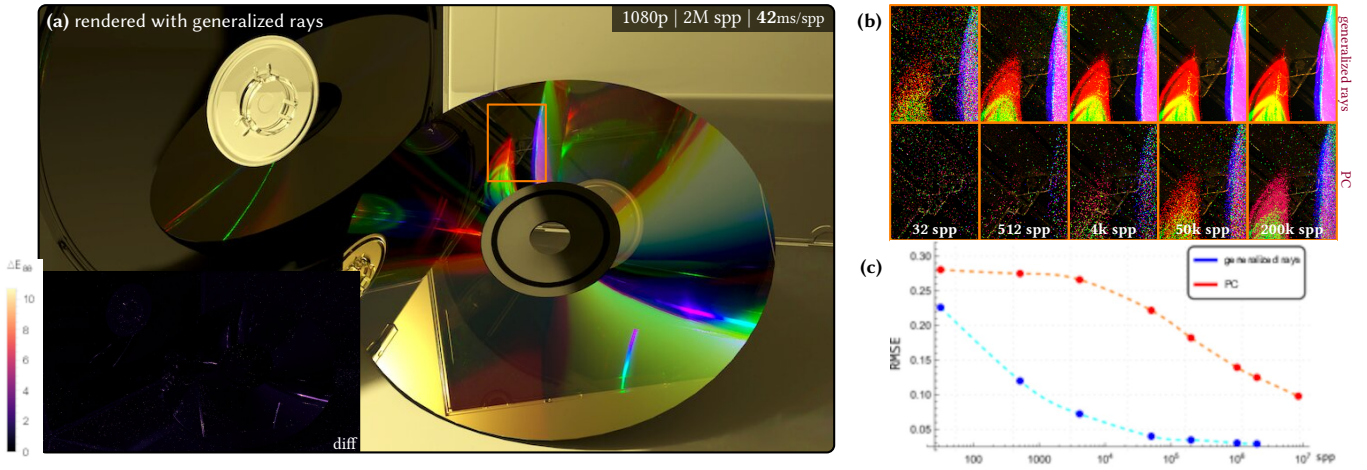 (a) rendered with generalized rays
1080p | 2M spp | 42ms/spp
ΔE
10
8
6
4
2
0
diff
(b)
generalized rays
PC
32 spp
512 spp
4k spp
50k spp
200k spp
(c)
0.30
0.25
0.20
0.15
0.10
0.05
RMSE
generalized rays
PC
100
1000
10⁴
10⁵
10⁶
10⁷
spp